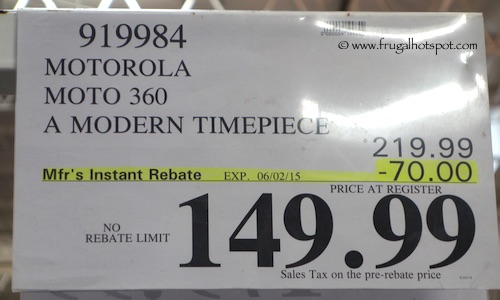 919984
© www.frugalhotspot.com
MOTOROLA
MOTO 360
A MODERN TIMEPIECE
219.99
Mfr's Instant Rebate EXP. 06/02/15 -70.00
PRICE AT REGISTER
NO
REBATE LIMIT
149.99
Sales Tax on the pre-rebate price